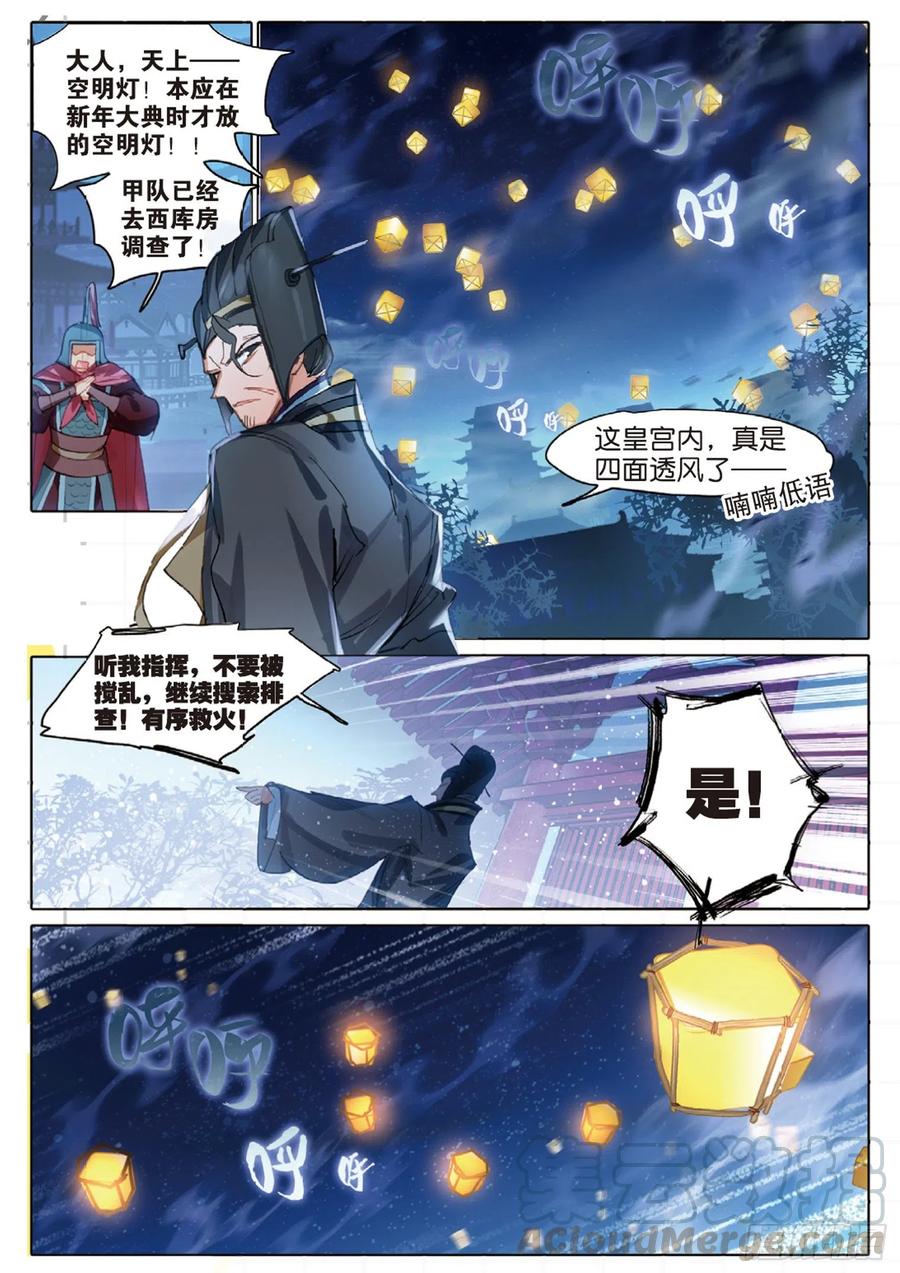 大人，天上——
空明灯！本应在
新年大典时才放
的空明灯！！
甲队已经
去西库房
调查了！
呼 呼
呼 呼
呼 呼
呼 呼
这皇宫内，真是
四面透风了——
喃喃低语
听我指挥，不要被
搅乱，继续搜索排
查！有序救火！
是！
呼 呼
呼 呼
集云数据
ACloudMerge.com